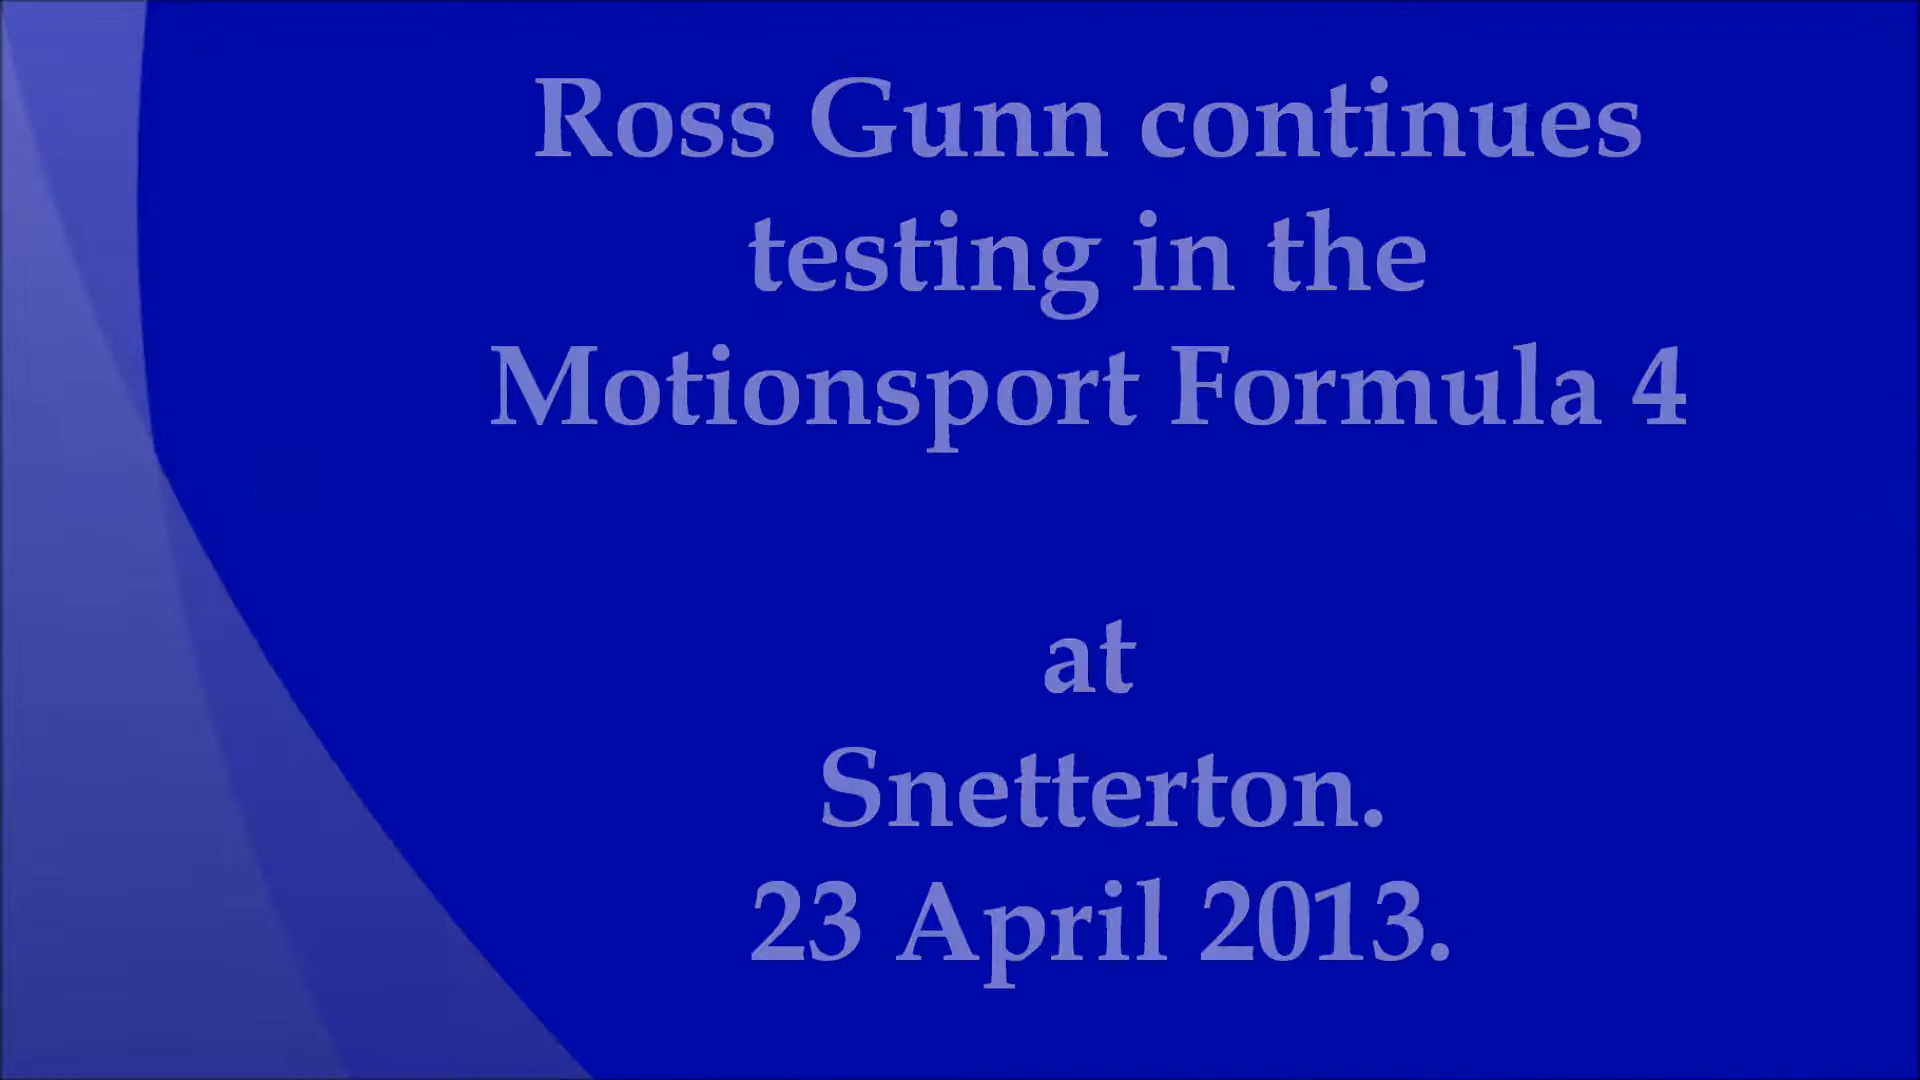 Ross Gunn continues
testing in the
Motionsport Formula 4
at
Snetterton.
23 April 2013.